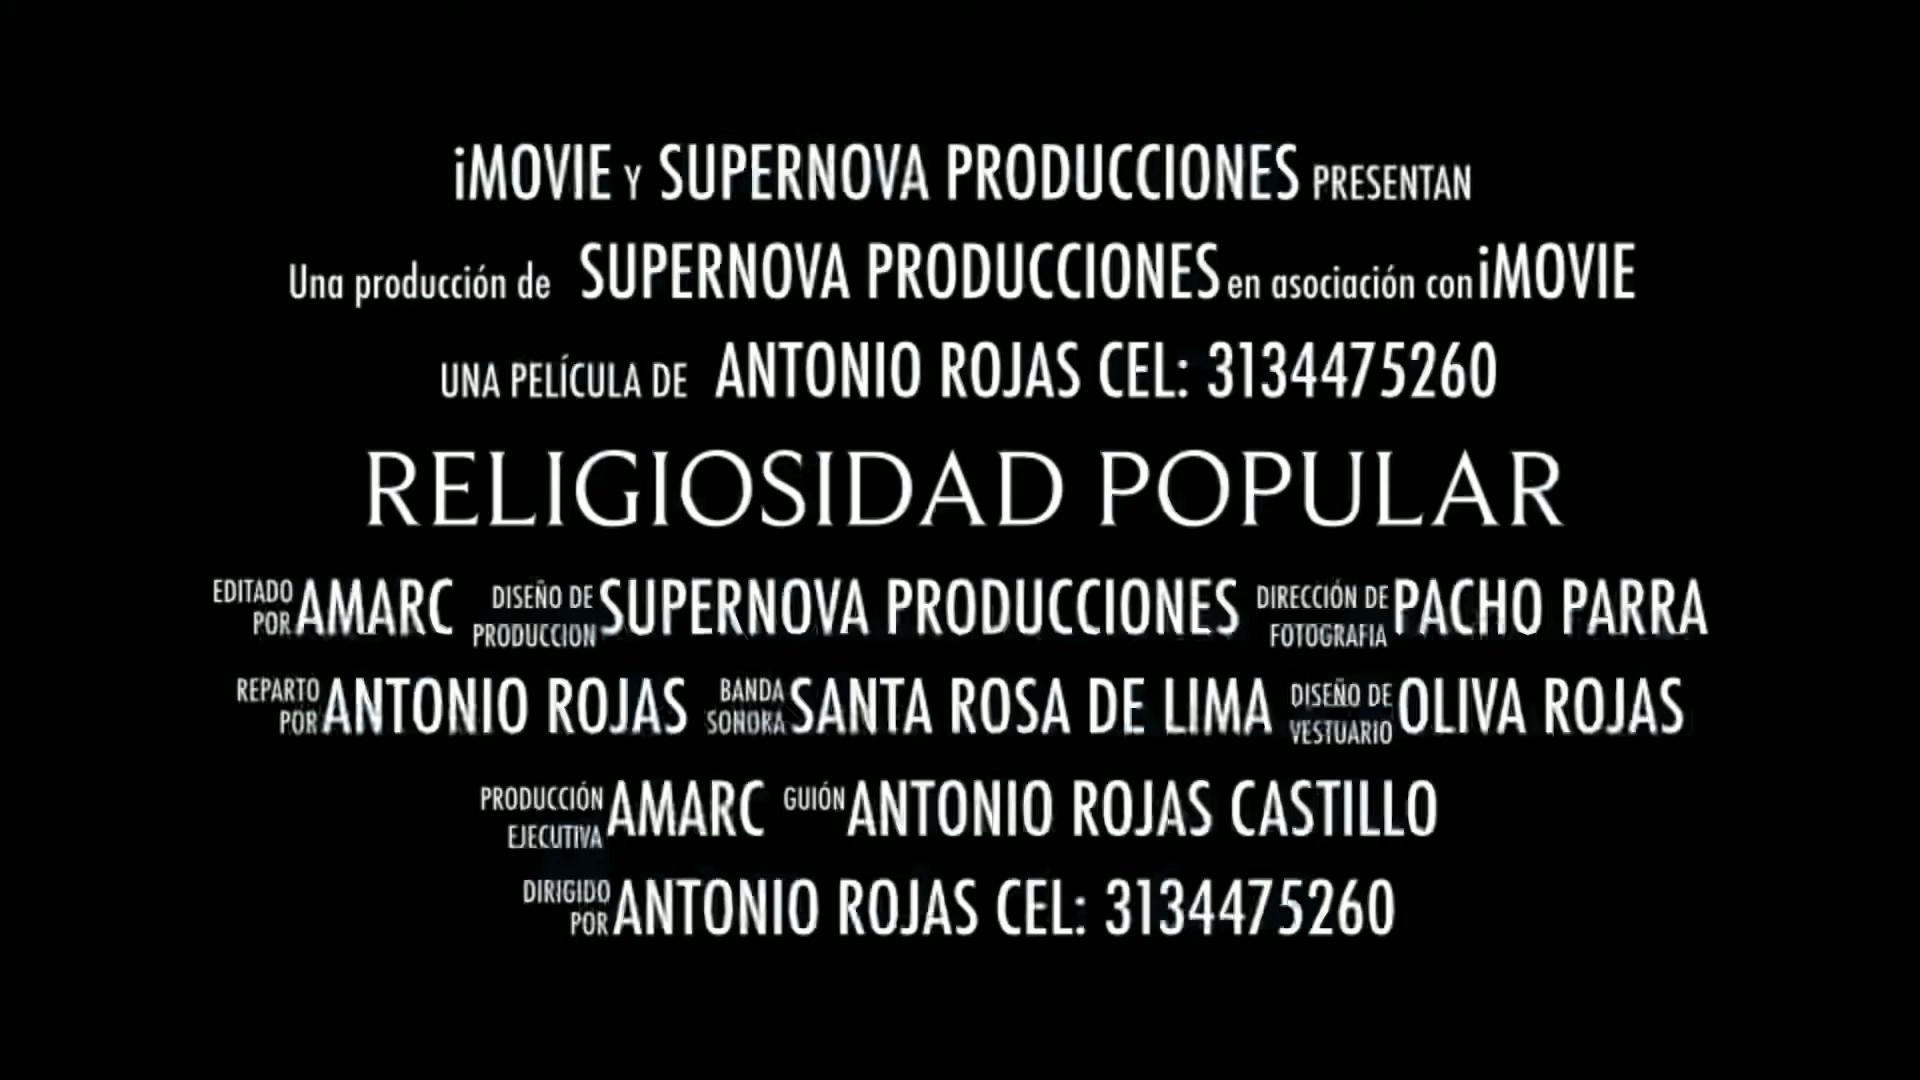 iMOVIE Y SUPERNOVA PRODUCCIONES PRESENTAN
Una producción de SUPERNOVA PRODUCCIONES en asociación con iMOVIE
UNA PELÍCULA DE ANTONIO ROJAS CEL: 3134475260
RELIGIOSIDAD POPULAR
EDITADO POR AMARC DISEÑO DE PRODUCCION SUPERNOVA PRODUCCIONES DIRECCIÓN DE FOTOGRAFIA PACHO PARRA
REPARTO POR ANTONIO ROJAS BANDA SONORA SANTA ROSA DE LIMA DISEÑO DE VESTUARIO OLIVA ROJAS
PRODUCCIÓN EJECUTIVA AMARC GUIÓN ANTONIO ROJAS CASTILLO
DIRIGIDO POR ANTONIO ROJAS CEL: 3134475260